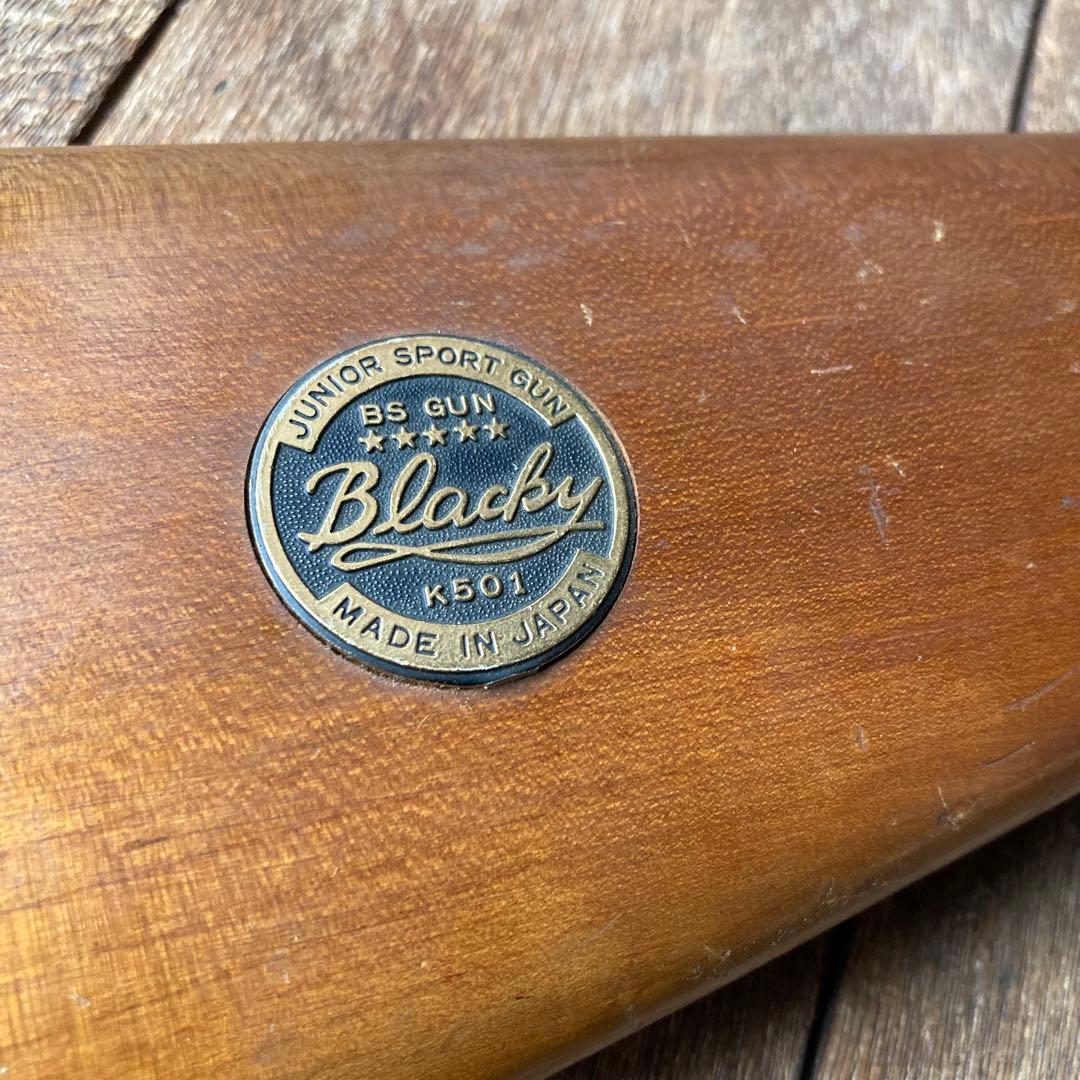 JUNIOR SPORT GUN
BS GUN
★★★★★
Blacky
K501
MADE IN JAPAN